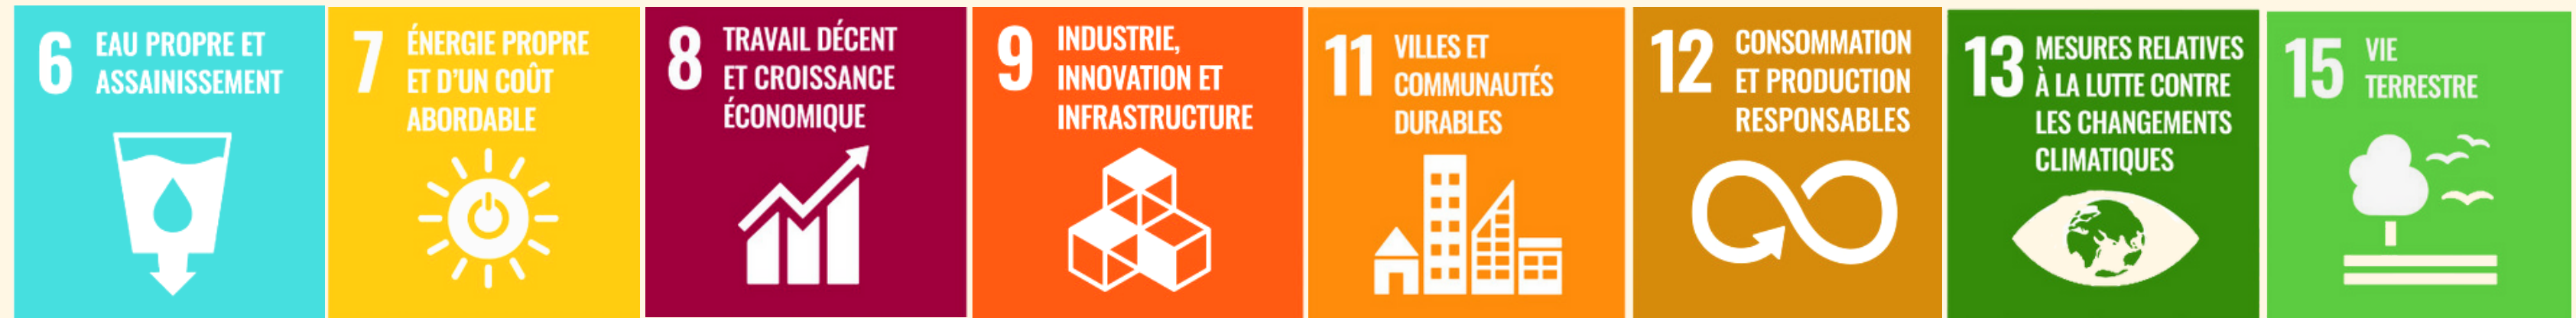 6 EAU PROPRE ET
ASSAINISSEMENT
7 ÉNERGIE PROPRE
ET D'UN COÛT
ABORDABLE
8 TRAVAIL DÉCENT
ET CROISSANCE
ÉCONOMIQUE
9 INDUSTRIE,
INNOVATION ET
INFRASTRUCTURE
11 VILLES ET
COMMUNAUTÉS
DURABLES
12 CONSOMMATION
ET PRODUCTION
RESPONSABLES
13 MESURES RELATIVES
À LA LUTTE CONTRE
LES CHANGEMENTS
CLIMATIQUES
15 VIE
TERRESTRE